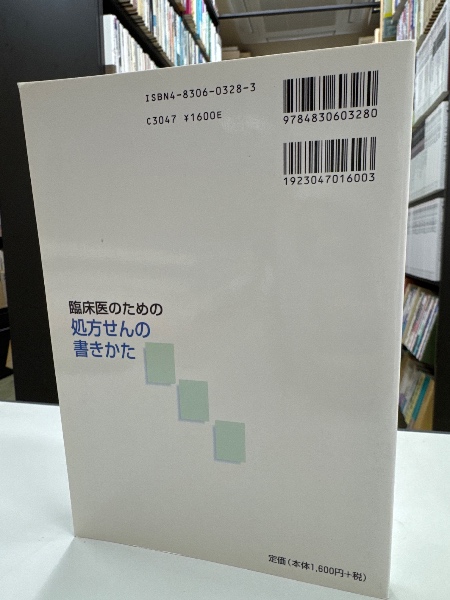 ISBN4-8306-0328-3
C3047 ¥1600E
9784830603280
1923047016003
臨床医のための
処方せんの
書きかた
定価(本体1,600円+税)